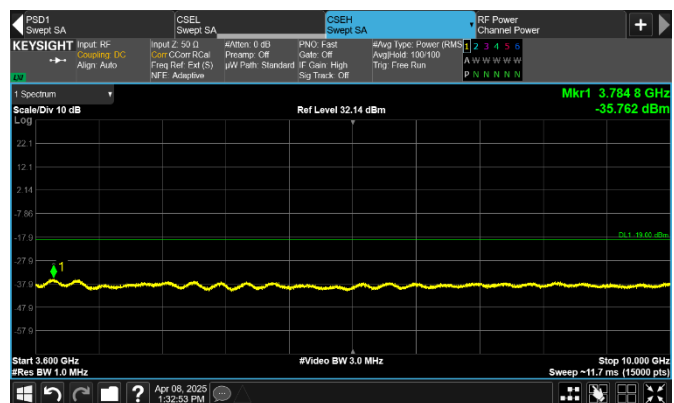 PSD1
Swept SA
CSEL
Swept SA
CSEH
Swept SA
RF Power
Channel Power
+
KEYSIGHT
Input: RF
Coupling: DC
Align: Auto
LXI
Input Z: 50 Ω
Corr CCorr RCal
Freq Ref: Ext (S)
NFE: Adaptive
#Atten: 0 dB
Preamp: Off
µW Path: Standard
PNO: Fast
Gate: Off
IF Gain: High
Sig Track: Off
#Avg Type: Power (RMS
Avg|Hold: 100/100
Trig: Free Run
1 2 3 4 5 6
A W W W W W
P N N N N N
1 Spectrum
Mkr1 3.784 8 GHz
-35.762 dBm
Scale/Div 10 dB
Ref Level 32.14 dBm
Log
22.1
12.1
2.14
-7.86
-17.9
DL1 -19.00 dBm
-27.9
1
-37.9
-47.9
-57.9
Start 3.600 GHz
#Video BW 3.0 MHz
Stop 10.000 GHz
#Res BW 1.0 MHz
Sweep ~11.7 ms (15000 pts)
?
Apr 08, 2025
1:32:53 PM